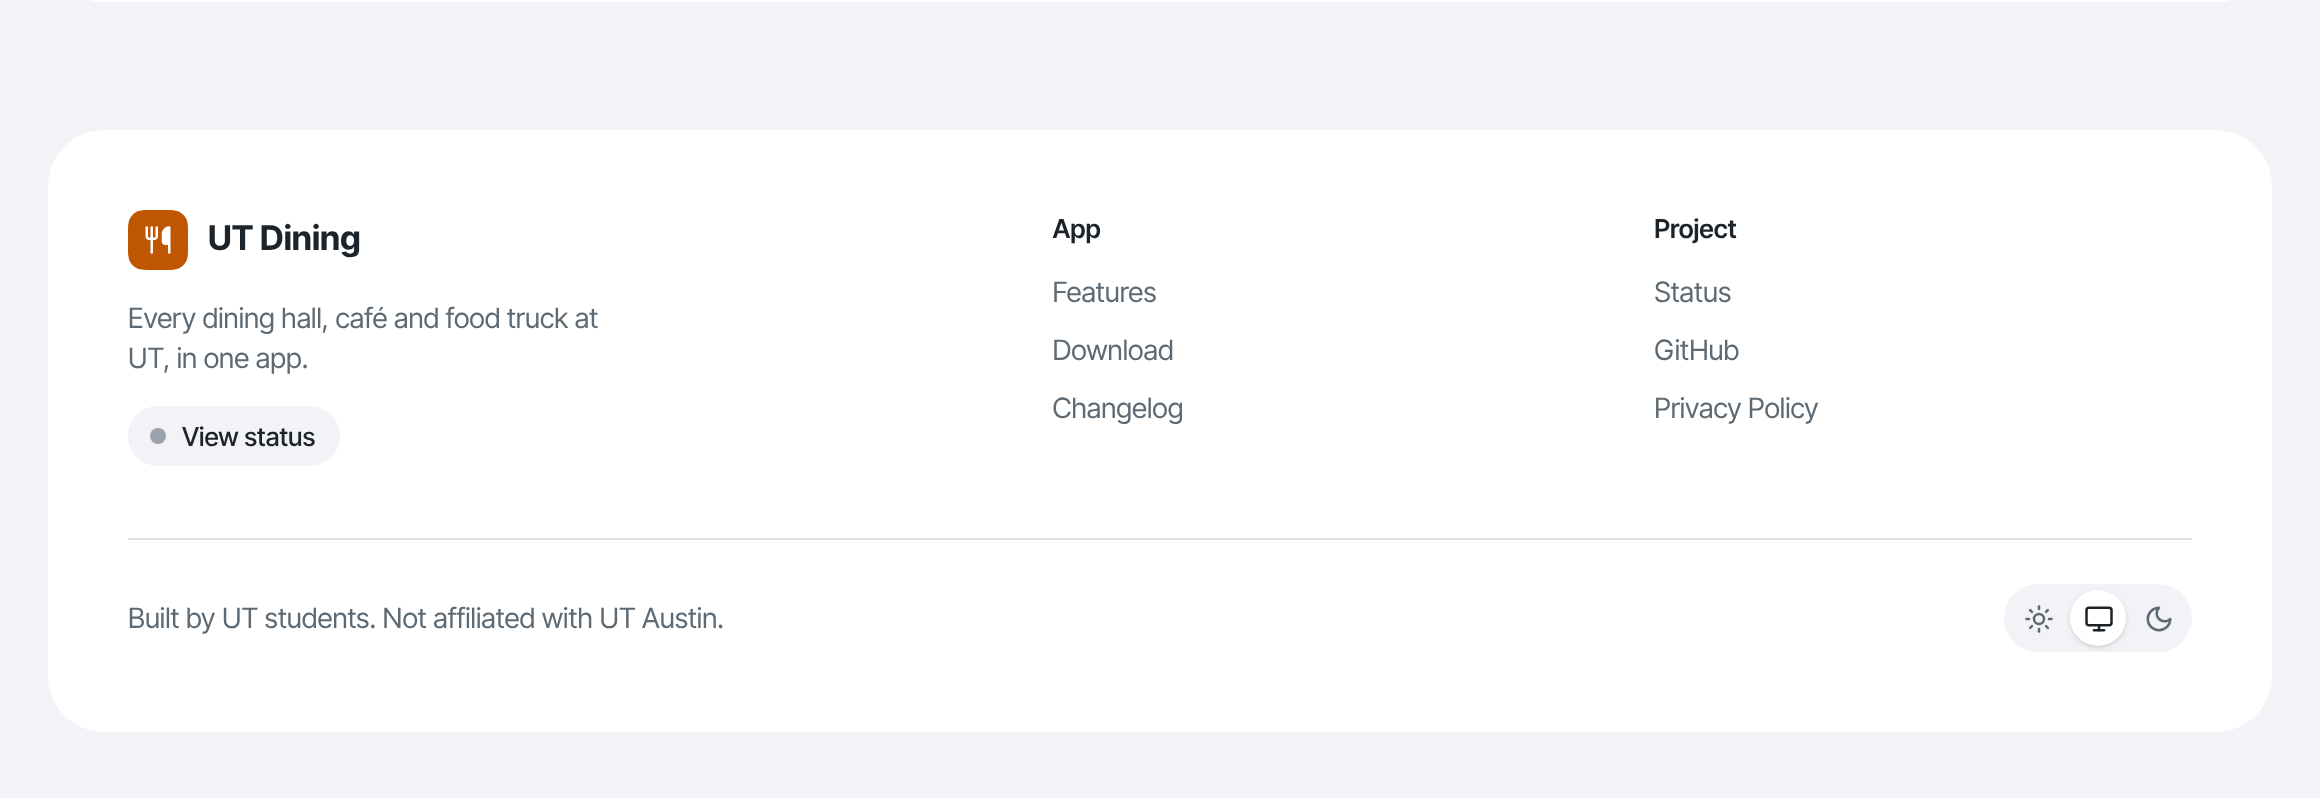 UT Dining
Every dining hall, café and food truck at
UT, in one app.
View status
App
Features
Download
Changelog
Project
Status
GitHub
Privacy Policy
Built by UT students. Not affiliated with UT Austin.